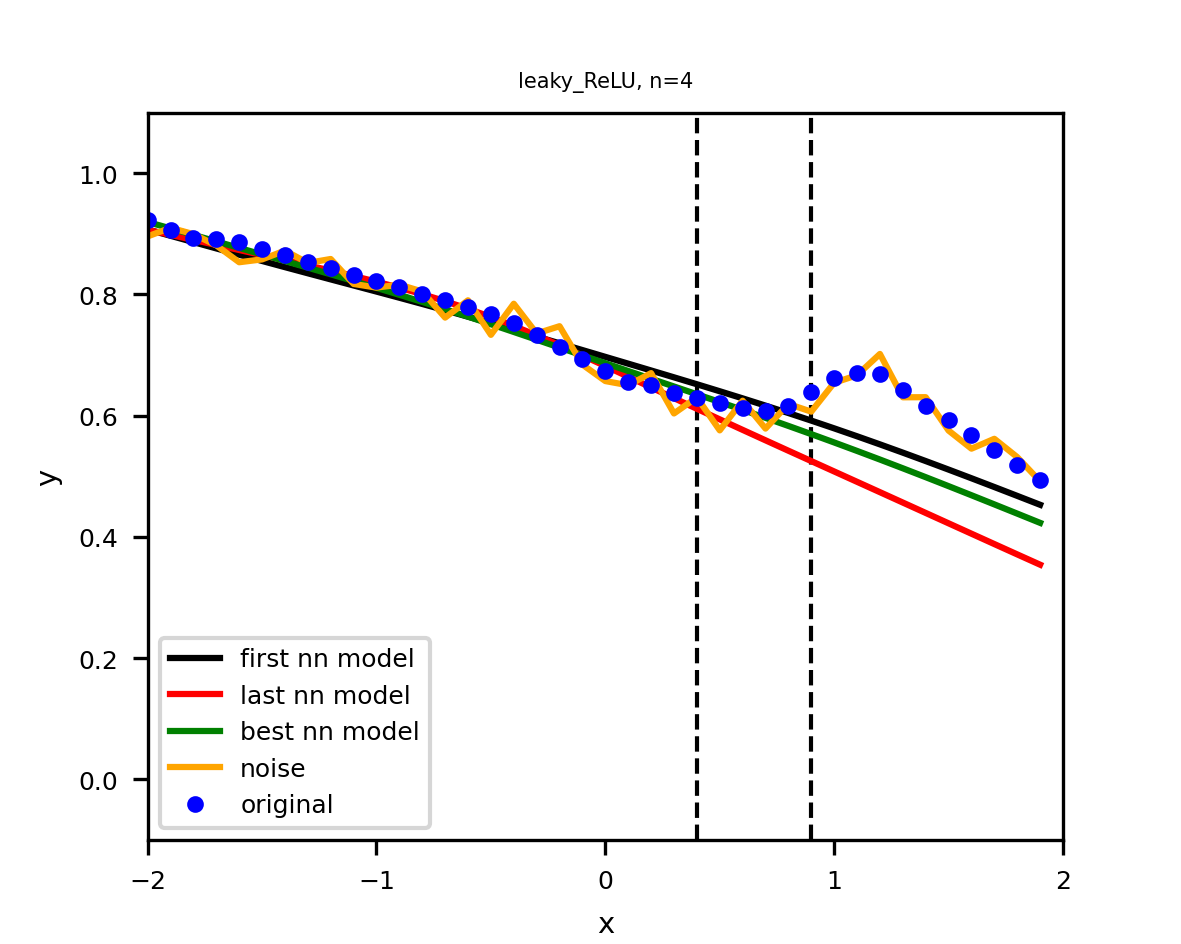 leaky_ReLU, n=4
1.0
0.8
0.6
0.4
0.2
0.0
y
first nn model
last nn model
best nn model
noise
original
−2
−1
0
1
2
x